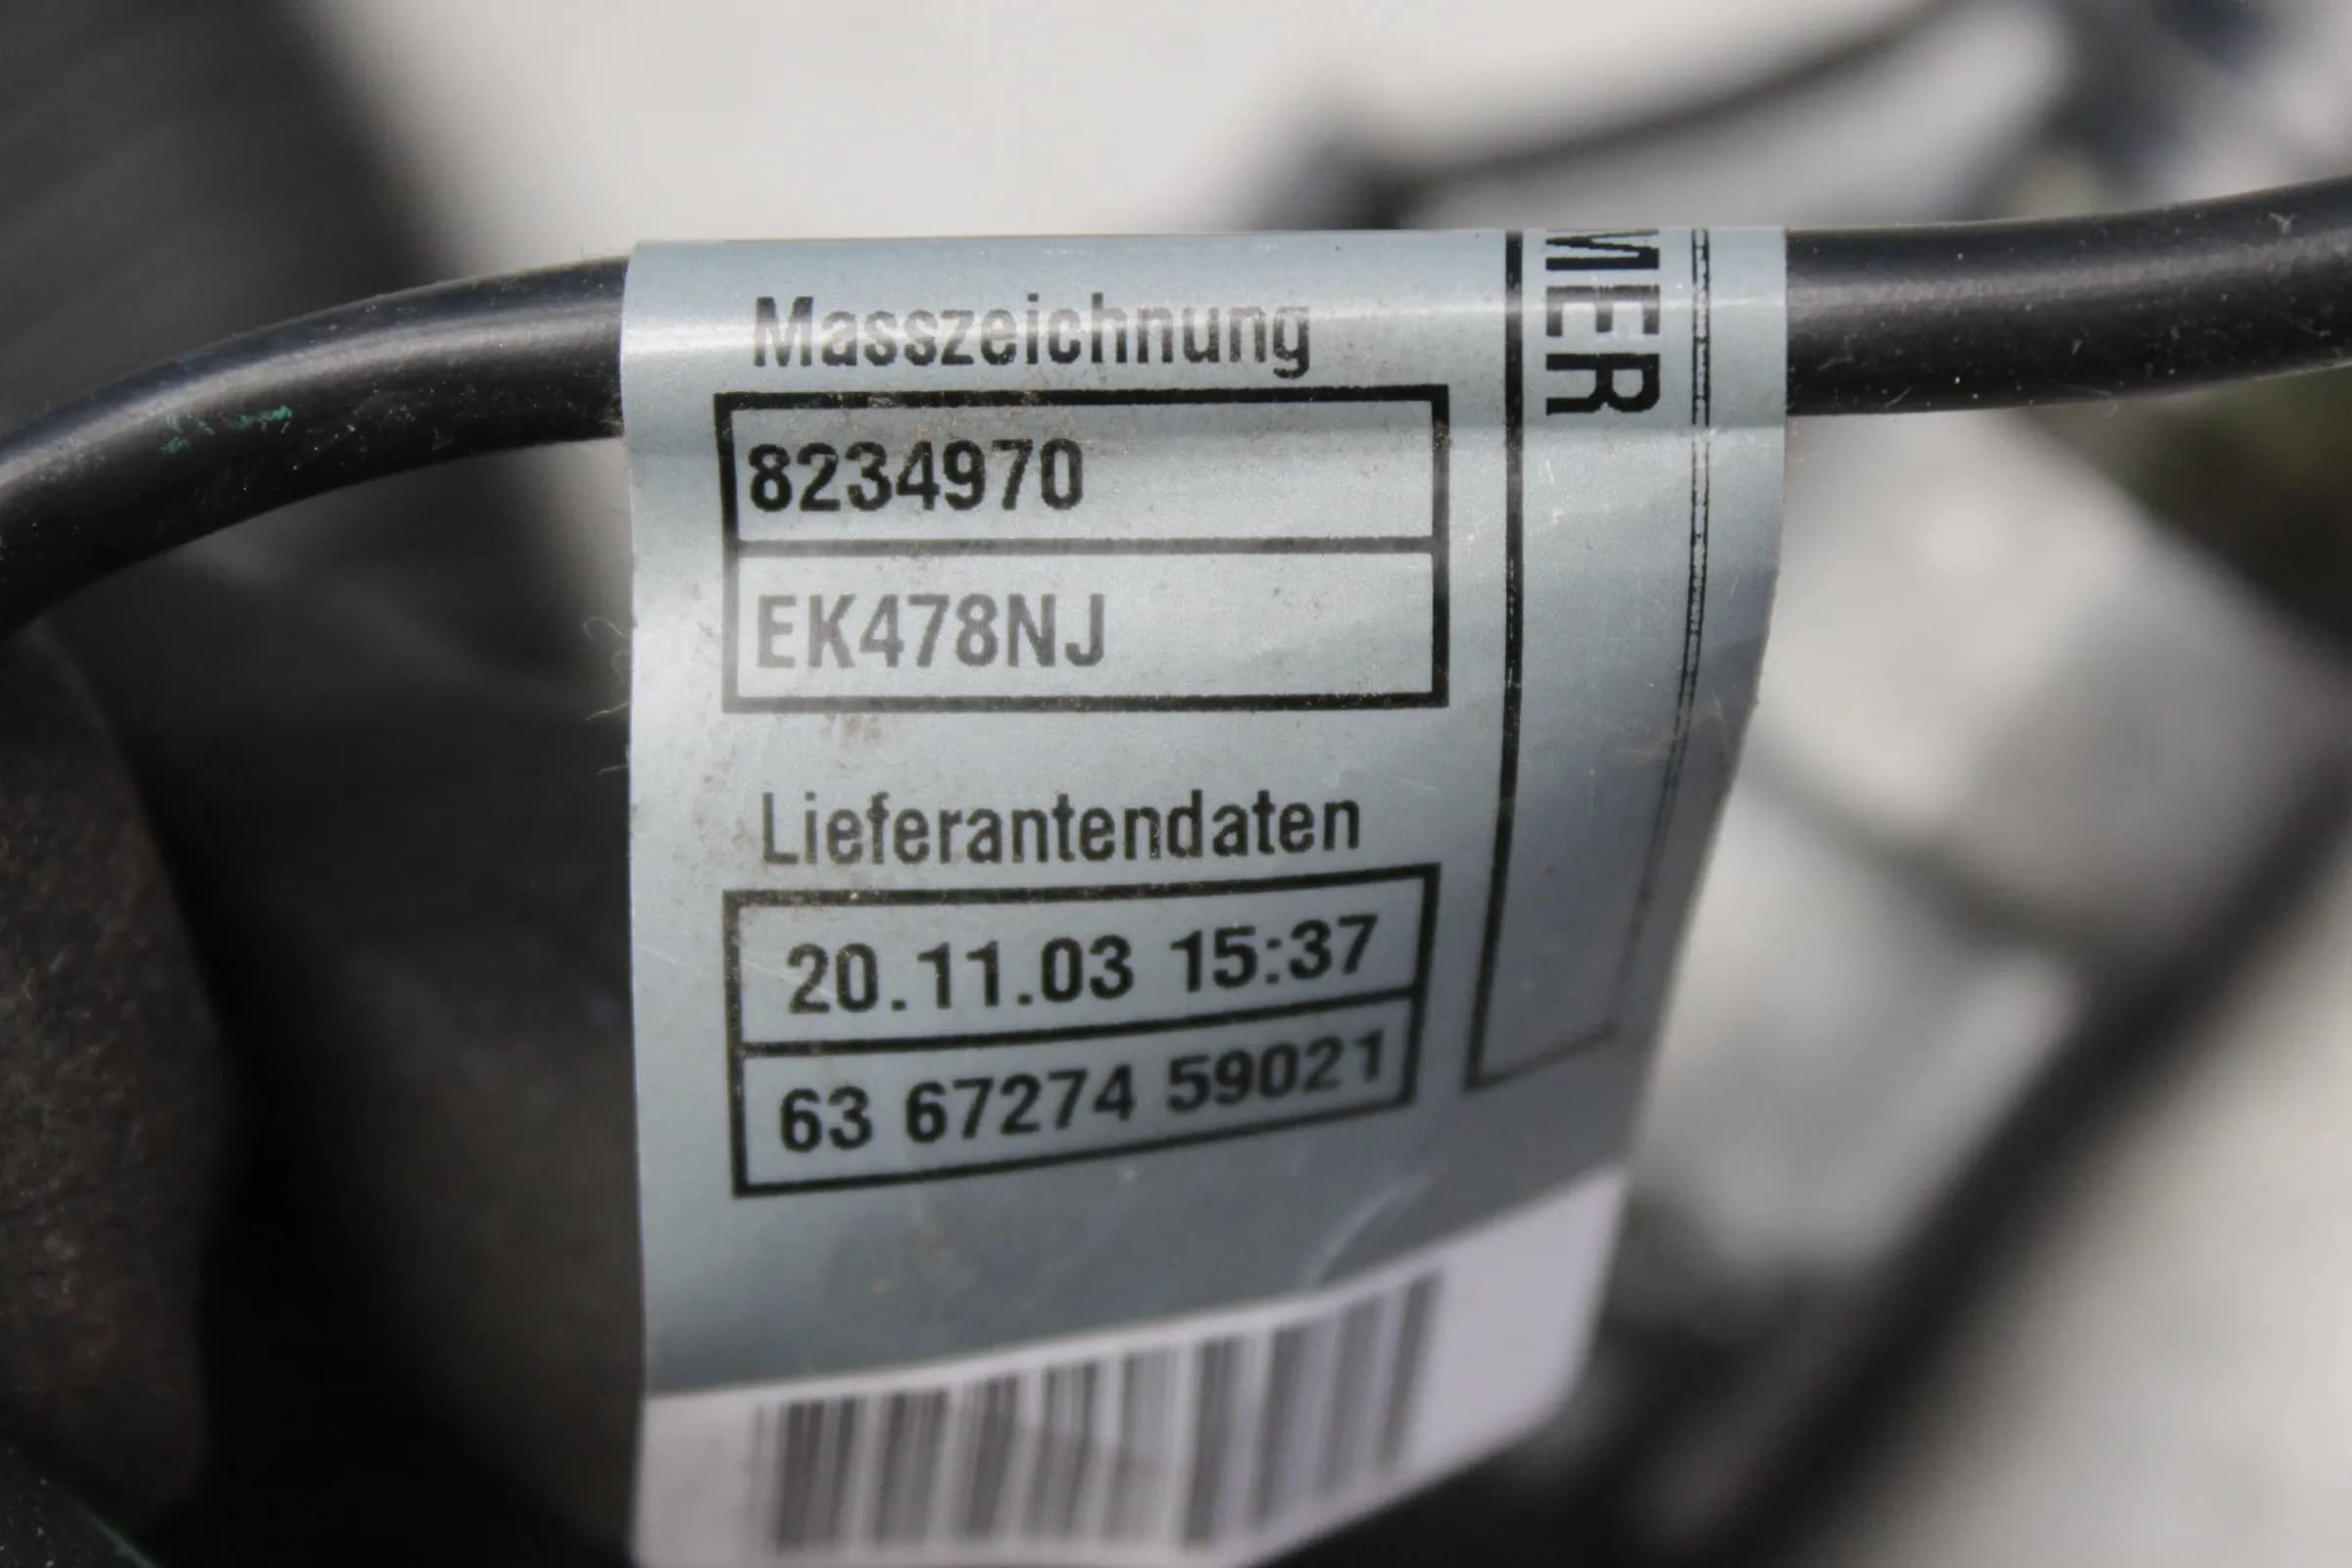 Masszeichnung
8234970
EK478NJ
Lieferantendaten
20.11.03 15:37
63 67274 59021
MER